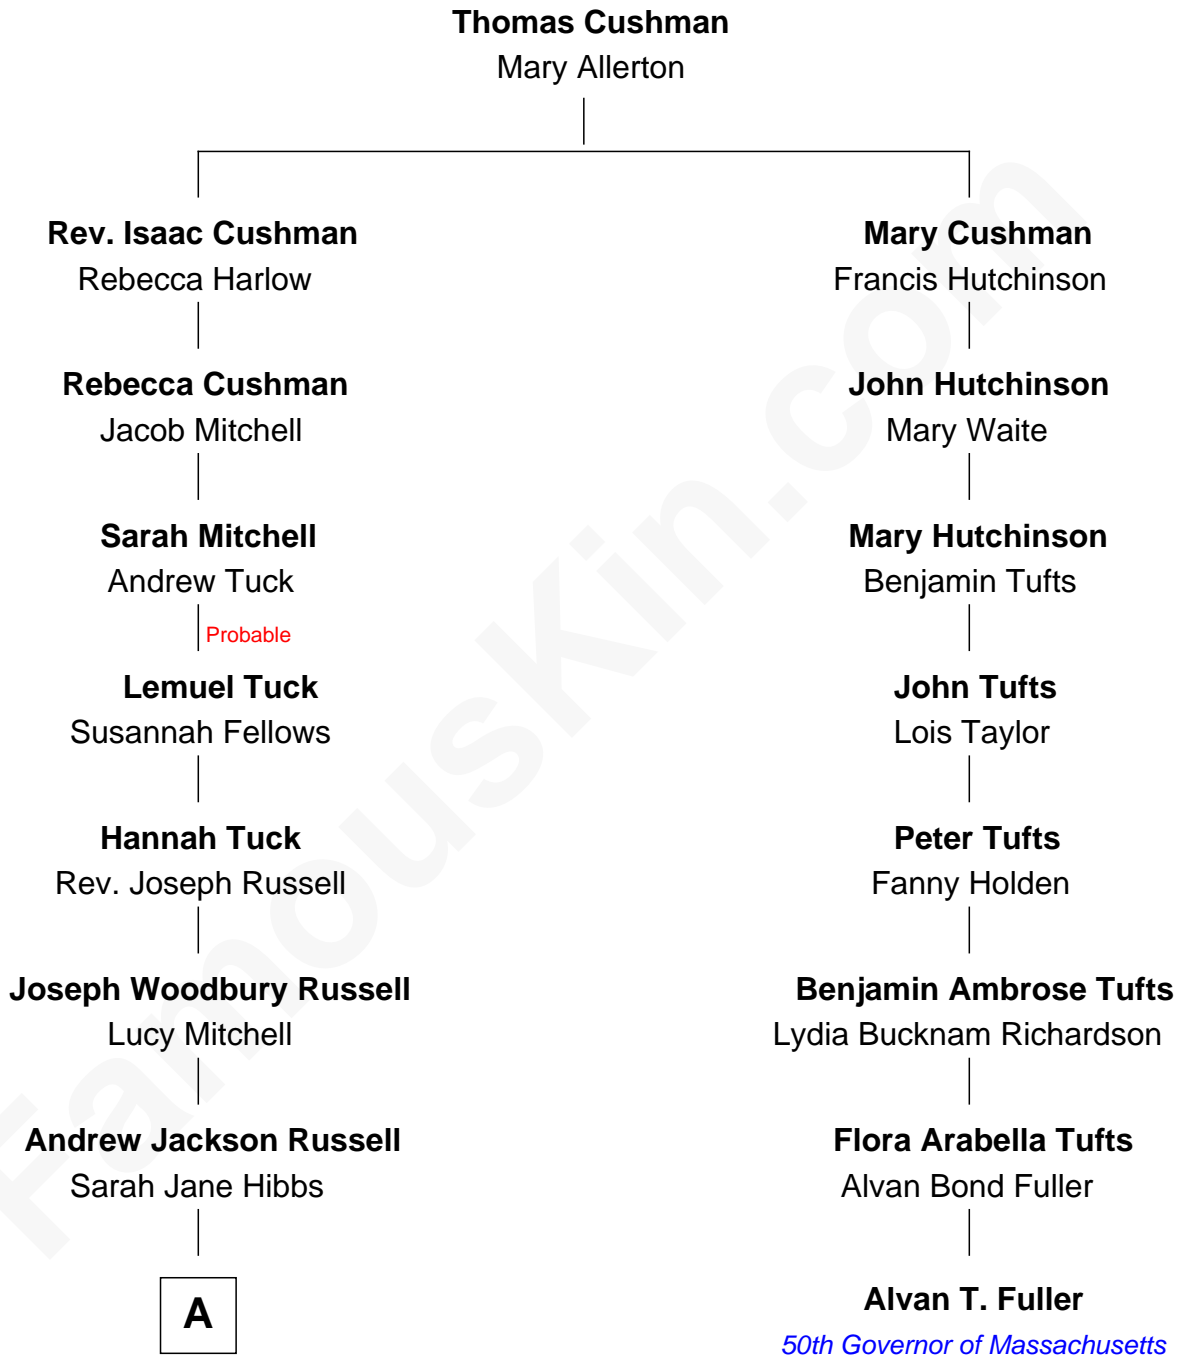 Thomas Cushman
Mary Allerton
Rev. Isaac Cushman
Rebecca Harlow
Rebecca Cushman
Jacob Mitchell
Sarah Mitchell
Andrew Tuck
Probable
Lemuel Tuck
Susannah Fellows
Hannah Tuck
Rev. Joseph Russell
Joseph Woodbury Russell
Lucy Mitchell
Andrew Jackson Russell
Sarah Jane Hibbs
A
Mary Cushman
Francis Hutchinson
John Hutchinson
Mary Waite
Mary Hutchinson
Benjamin Tufts
John Tufts
Lois Taylor
Peter Tufts
Fanny Holden
Benjamin Ambrose Tufts
Lydia Bucknam Richardson
Flora Arabella Tufts
Alvan Bond Fuller
Alvan T. Fuller
50th Governor of Massachusetts
FamousKin.com